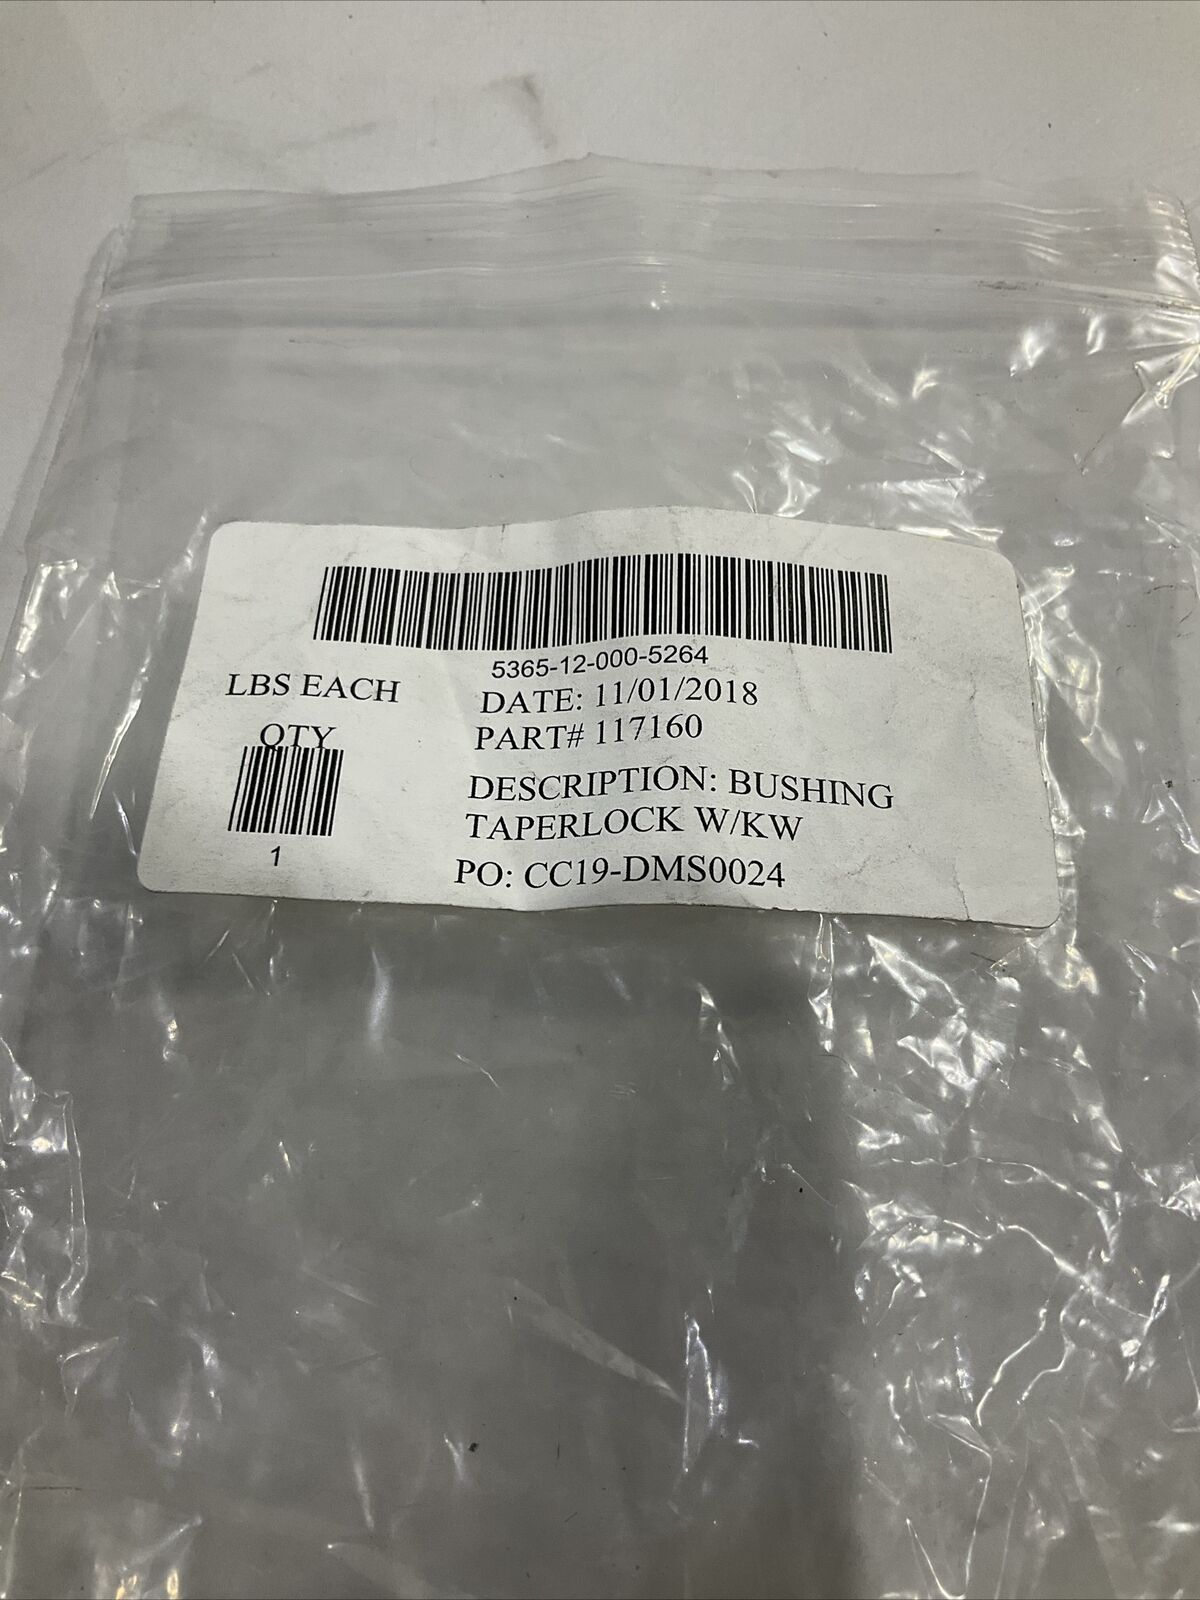 5365-12-000-5264
LBS EACH
DATE: 11/01/2018
QTY
PART# 117160
DESCRIPTION: BUSHING
TAPERLOCK W/KW
1
PO: CC19-DMS0024